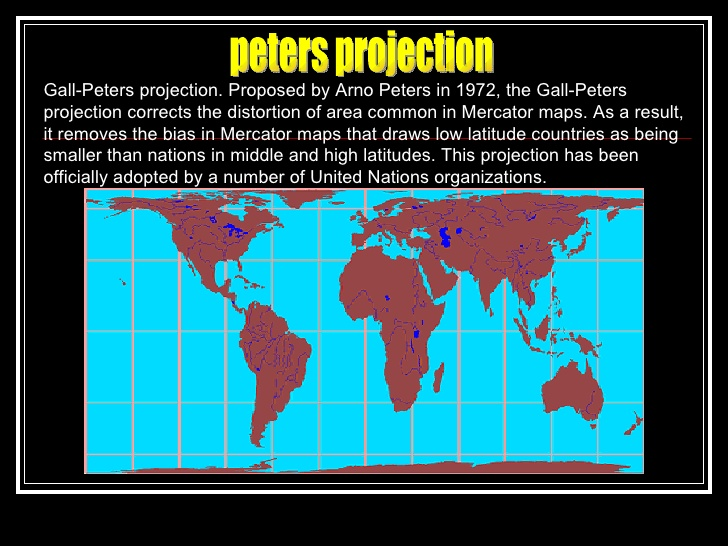 peters projection
Gall-Peters projection. Proposed by Arno Peters in 1972, the Gall-Peters
projection corrects the distortion of area common in Mercator maps. As a result,
it removes the bias in Mercator maps that draws low latitude countries as being
smaller than nations in middle and high latitudes. This projection has been
officially adopted by a number of United Nations organizations.